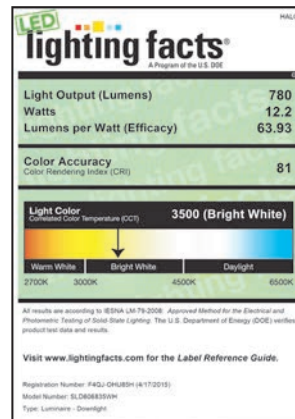 HAL
LED
lighting facts®
A Program of the U.S. DOE
Light Output (Lumens) 780
Watts 12.2
Lumens per Watt (Efficacy) 63.93
Color Accuracy 81
Color Rendering Index (CRI)
Light Color 3500 (Bright White)
Correlated Color Temperature (CCT)
Warm White Bright White Daylight
2700K 3000K 4500K 6500K
All results are according to IESNA LM-79-2008: Approved Method for the Electrical and
Photometric Testing of Solid-State Lighting. The U.S. Department of Energy (DOE) verifies
product test data and results.
Visit www.lightingfacts.com for the Label Reference Guide.
Registration Number: F4QJ-OHU85H (4/17/2015)
Model Number: SLD606835WH
Type: Luminaire - Downlight